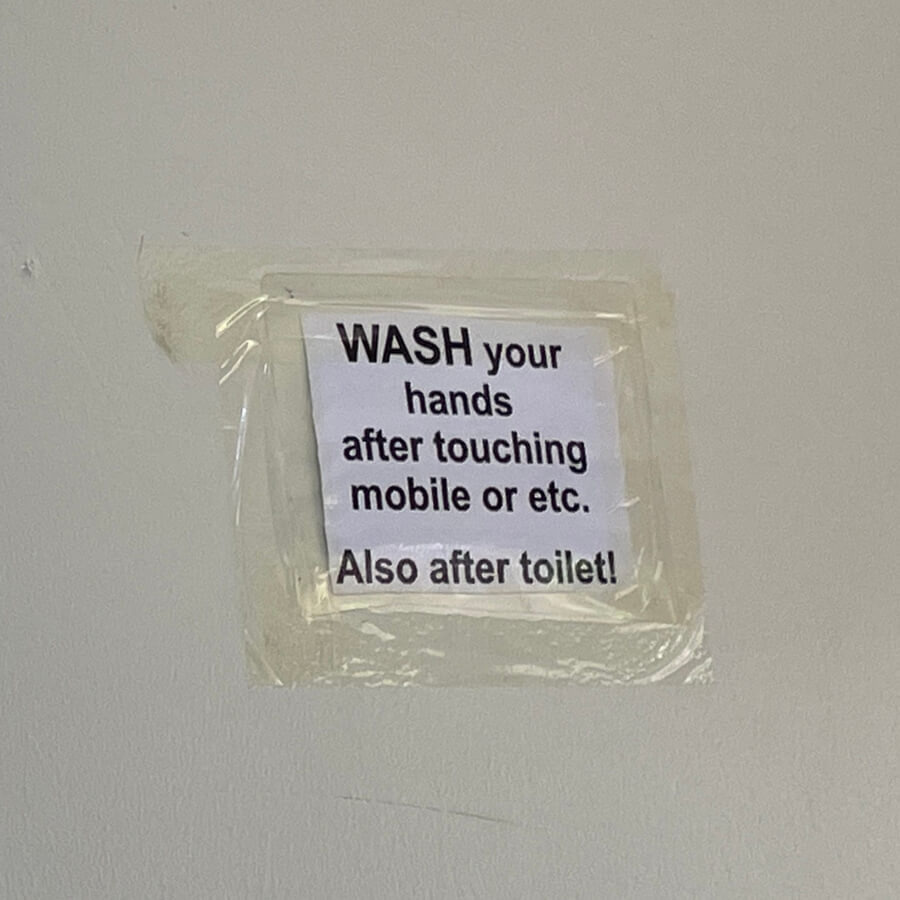 WASH your
hands
after touching
mobile or etc.
Also after toilet!